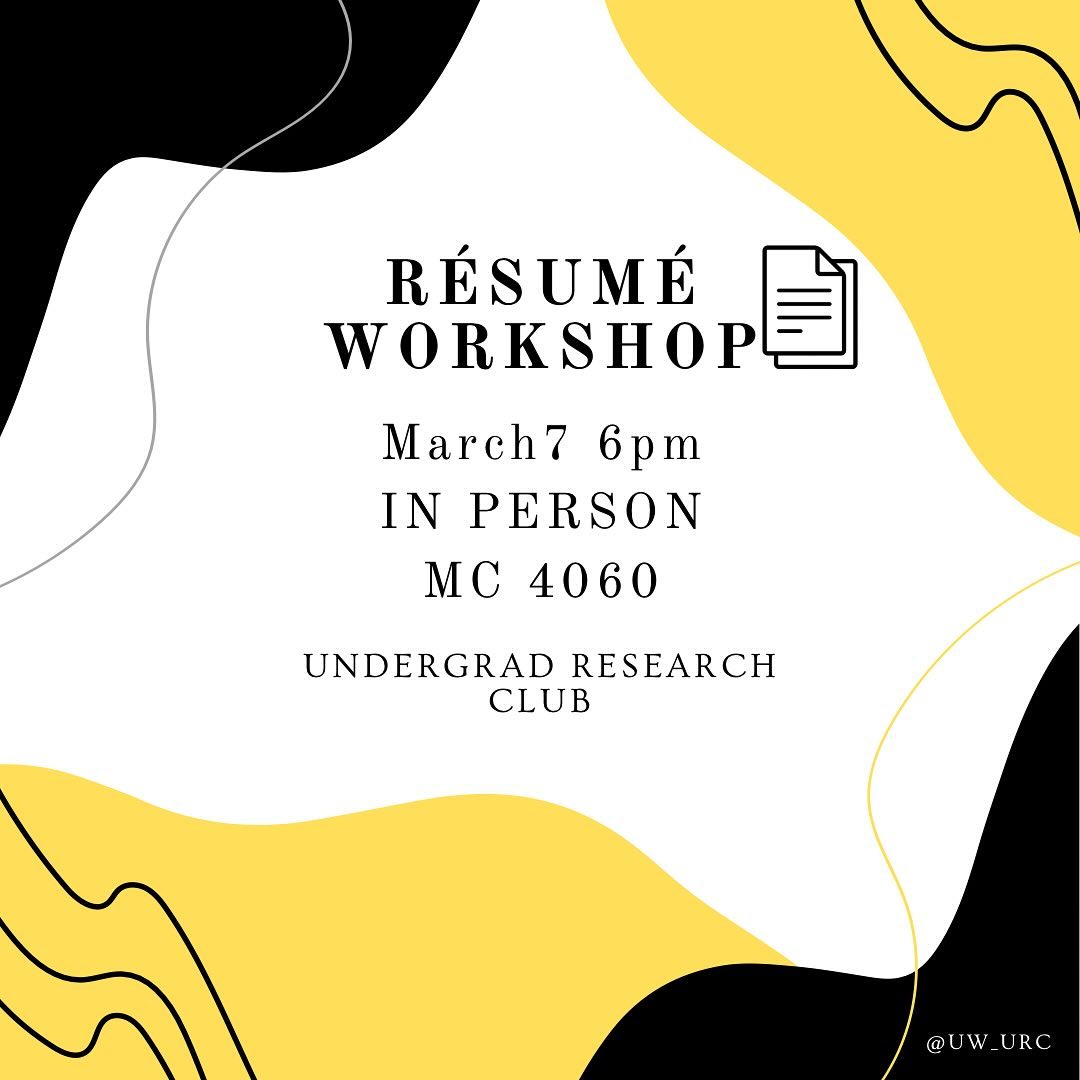 RÉSUMÉ
WORKSHOP
March7 6pm
IN PERSON
MC 4060
UNDERGRAD RESEARCH
CLUB
@UW_URC